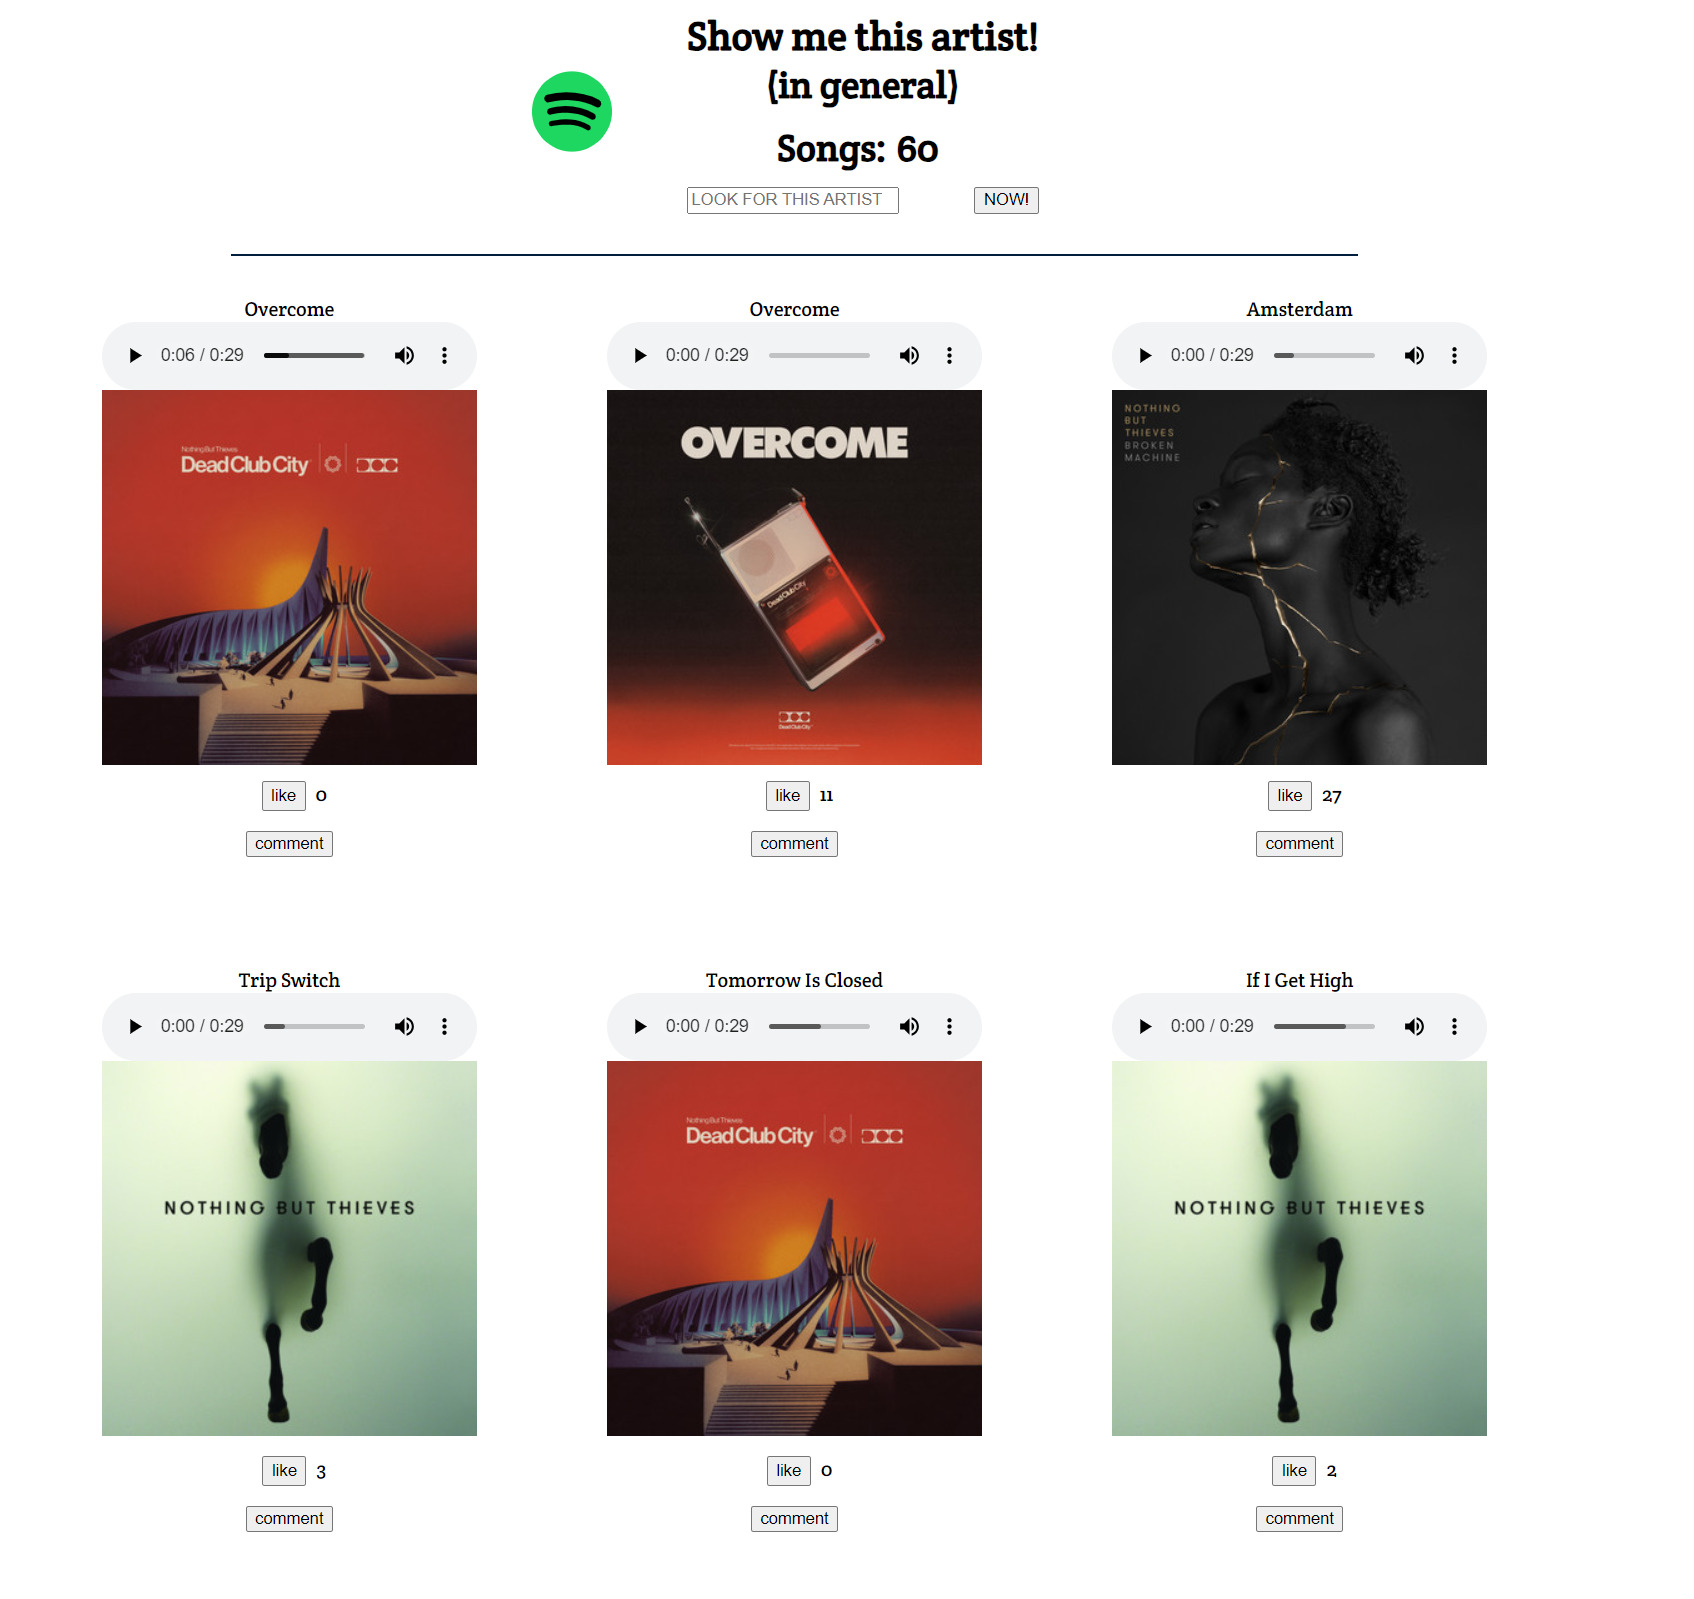 Show me this artist!
(in general)
Songs: 60
LOOK FOR THIS ARTIST
NOW!
Overcome
0:06 / 0:29
Nothing But Thieves
Dead Club City
like 0
comment
Overcome
0:00 / 0:29
OVERCOME
Dead Club City
Dead Club City
like 11
comment
Amsterdam
0:00 / 0:29
NOTHING
BUT
THIEVES
BROKEN
MACHINE
like 27
comment
Trip Switch
0:00 / 0:29
NOTHING BUT THIEVES
like 3
comment
Tomorrow Is Closed
0:00 / 0:29
Nothing But Thieves
Dead Club City
like 0
comment
If I Get High
0:00 / 0:29
NOTHING BUT THIEVES
like 2
comment